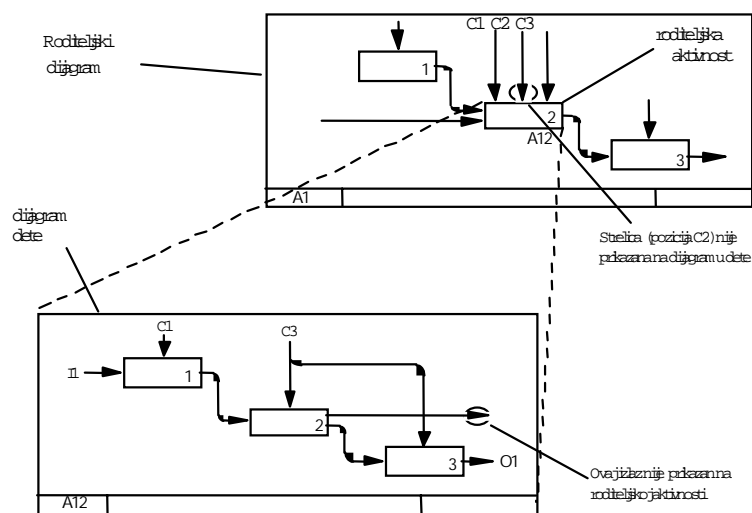 C1 C2 C3
Roditeljski
dijagram
roditeljska
aktivnost
1
2
A12
3
A1
dijagram
dete
Strelica (pozicija C2) nije
prikazana na dijagramu dete
C1
C3
I1
1
2
3
O1
Ovaj izlaz nije prikazan na
roditeljskoj aktivnosti
A12